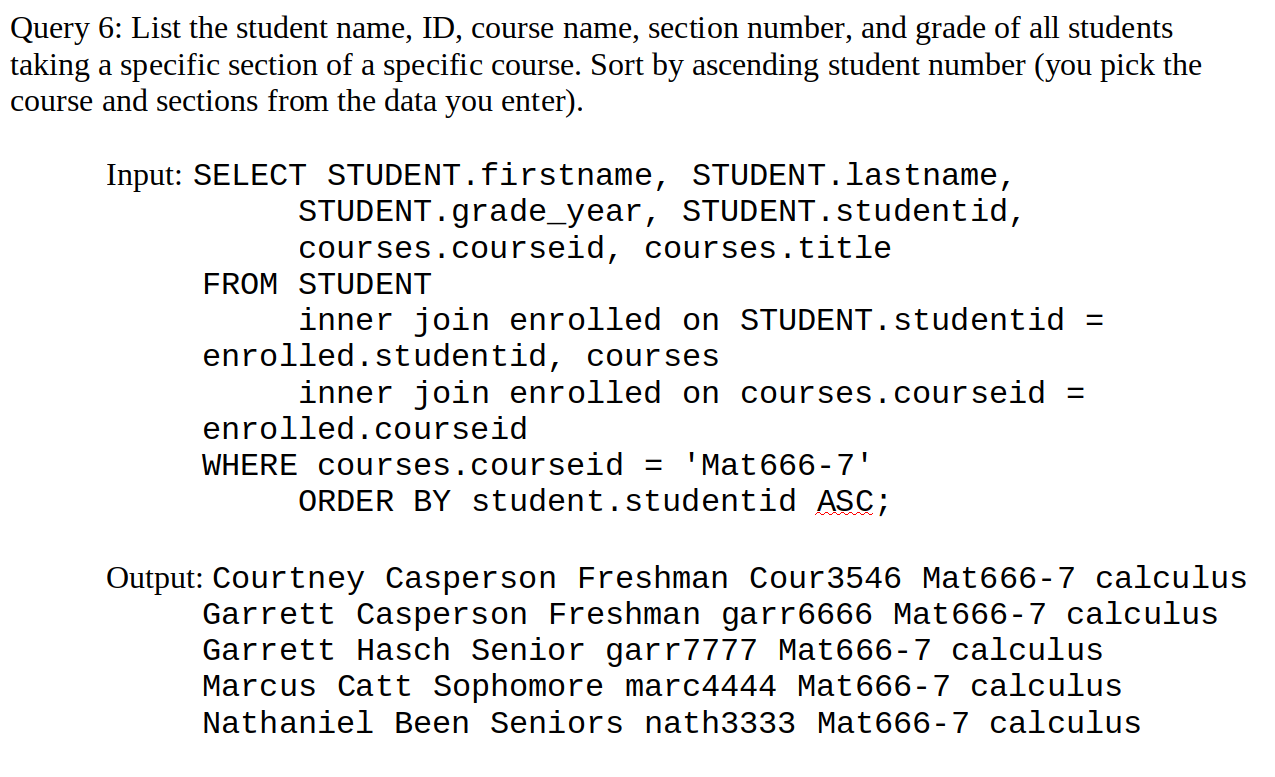 Query 6: List the student name, ID, course name, section number, and grade of all students
taking a specific section of a specific course. Sort by ascending student number (you pick the
course and sections from the data you enter).
Input: SELECT STUDENT.firstname, STUDENT.lastname,
STUDENT.grade_year, STUDENT.studentid,
courses.courseid, courses.title
FROM STUDENT
inner join enrolled on STUDENT.studentid =
enrolled.studentid, courses
inner join enrolled on courses.courseid =
enrolled.courseid
WHERE courses.courseid = 'Mat666-7'
ORDER BY student.studentid ASC;
Output: Courtney Casperson Freshman Cour3546 Mat666-7 calculus
Garrett Casperson Freshman garr6666 Mat666-7 calculus
Garrett Hasch Senior garr7777 Mat666-7 calculus
Marcus Catt Sophomore marc4444 Mat666-7 calculus
Nathaniel Been Seniors nath3333 Mat666-7 calculus